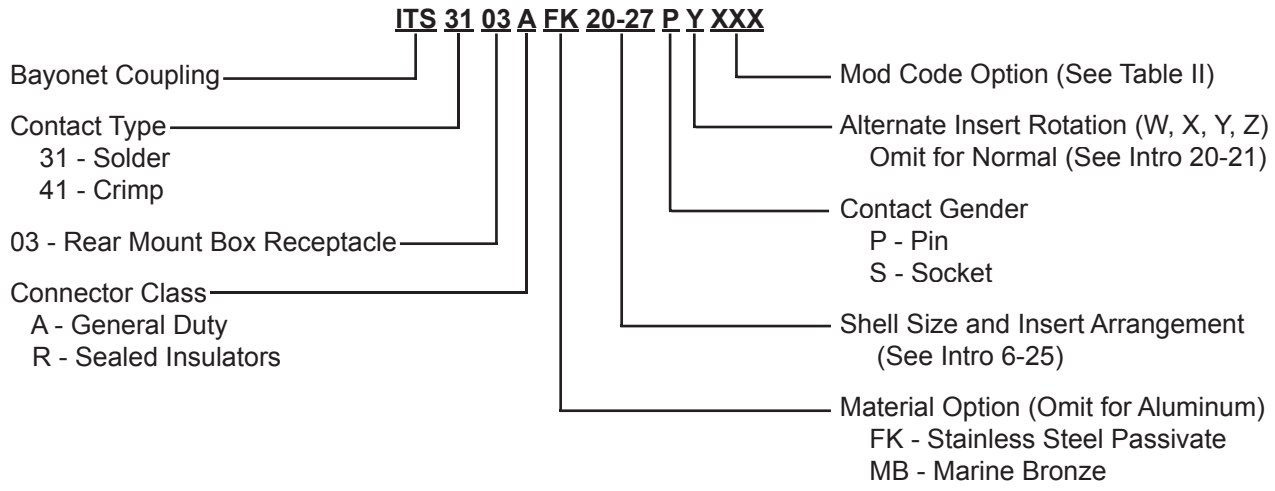 ITS 31 03 A FK 20-27 P Y XXX
Bayonet Coupling
Contact Type
31 - Solder
41 - Crimp
03 - Rear Mount Box Receptacle
Connector Class
A - General Duty
R - Sealed Insulators
Mod Code Option (See Table II)
Alternate Insert Rotation (W, X, Y, Z)
Omit for Normal (See Intro 20-21)
Contact Gender
P - Pin
S - Socket
Shell Size and Insert Arrangement
(See Intro 6-25)
Material Option (Omit for Aluminum)
FK - Stainless Steel Passivate
MB - Marine Bronze